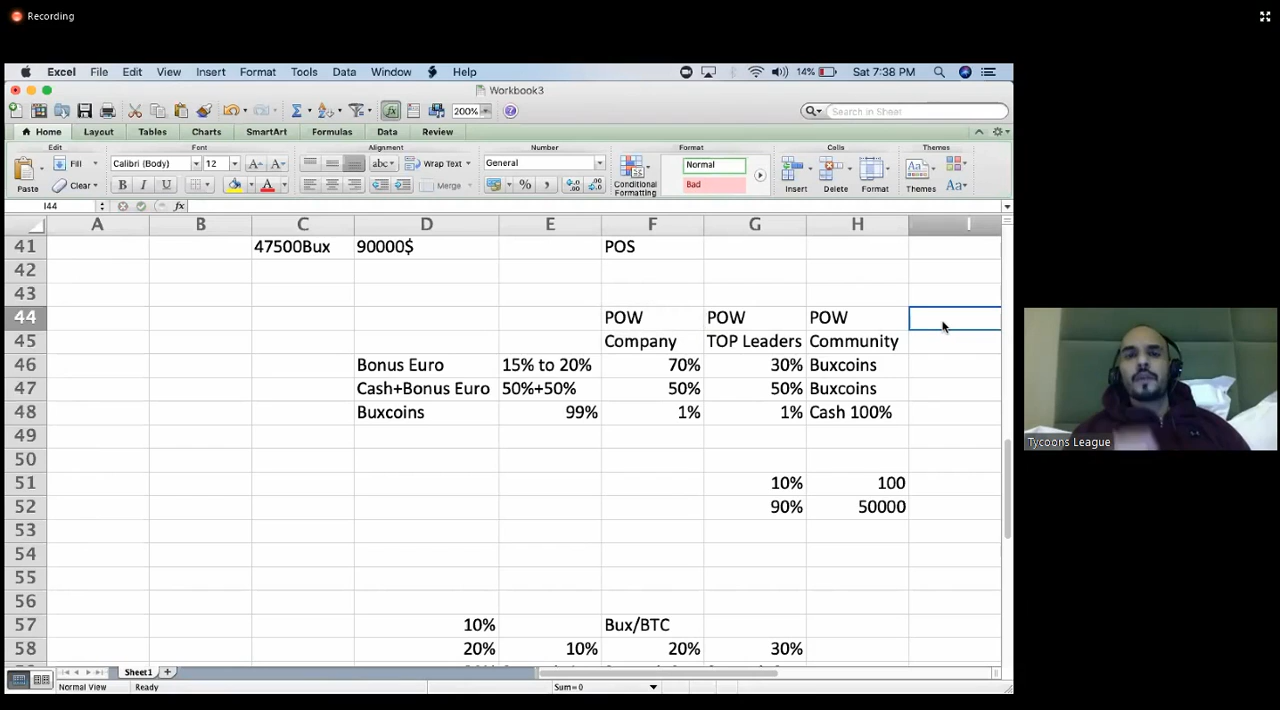 Recording
Excel File Edit View Insert Format Tools Data Window Help 14% Sat 7:38 PM
Workbook3
200% Search in Sheet
Home Layout Tables Charts SmartArt Formulas Data Review
Edit Font Alignment Number Format Cells Themes
Fill Calibri (Body) 12 abc Wrap Text General Normal
Paste Clear B I U Merge % Conditional Formatting Bad Insert Delete Format Themes Aa
I44 fx
A B C D E F G H I
41 47500Bux 90000$ POS
42
43
44 POW POW POW
45 Company TOP Leaders Community
46 Bonus Euro 15% to 20% 70% 30% Buxcoins
47 Cash+Bonus Euro 50%+50% 50% 50% Buxcoins
48 Buxcoins 99% 1% 1% Cash 100%
49
50
51 10% 100
52 90% 50000
53
54
55
56
57 10% Bux/BTC
58 20% 10% 20% 30%
Sheet1
Normal View Ready Sum=0
Tycoons League